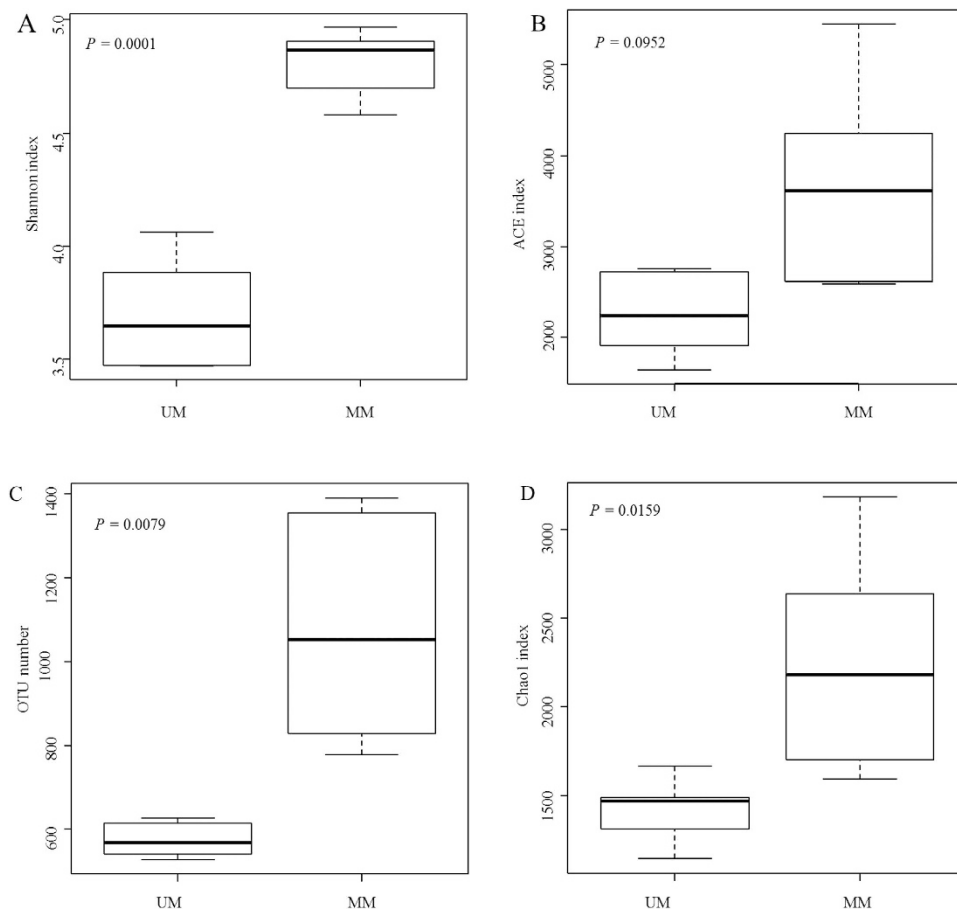 A
P = 0.0001
Shannon index
5.0
4.5
4.0
3.5
UM MM
B
P = 0.0952
ACE index
5000
4000
3000
2000
UM MM
C
P = 0.0079
OTU number
1400
1200
1000
800
600
UM MM
D
P = 0.0159
Chao1 index
3000
2500
2000
1500
UM MM